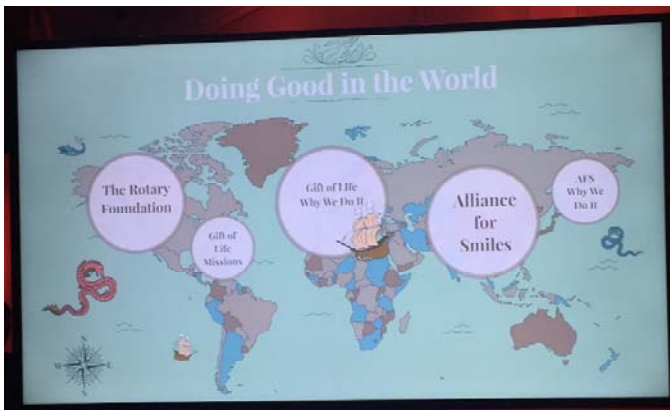 Doing Good in the World
The Rotary
Foundation
Gift of
Life
Missions
Gift of Life
Why We Do It
Alliance
for
Smiles
AFS
Why We
Do It